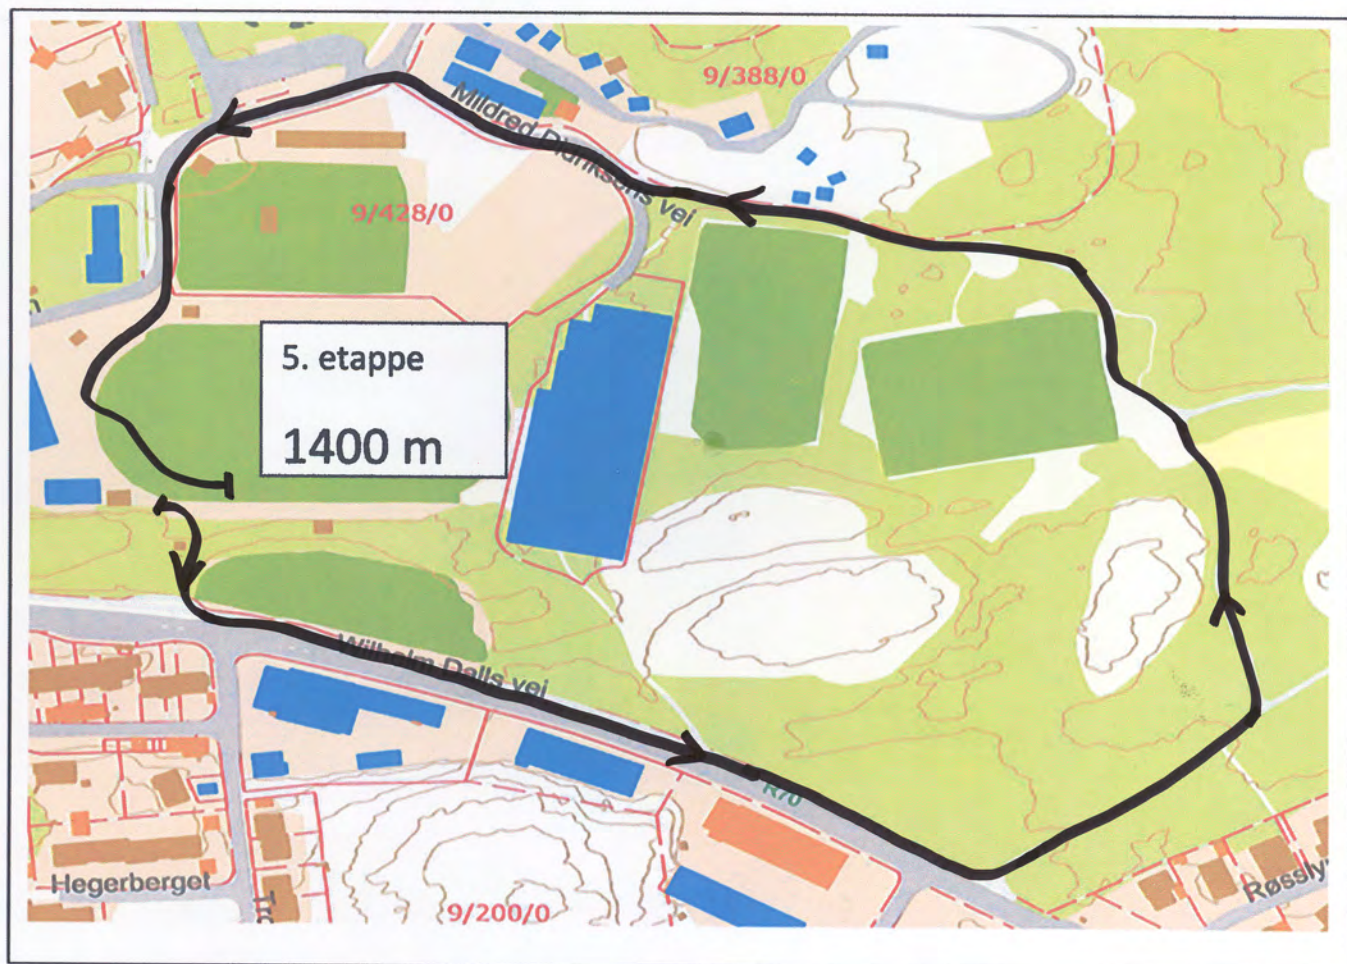 9/388/0
Mildred Didriksens vei
9/428/0
5. etappe
1400 m
Wilhelm Dalls vei
R70
Hegerberget
9/200/0